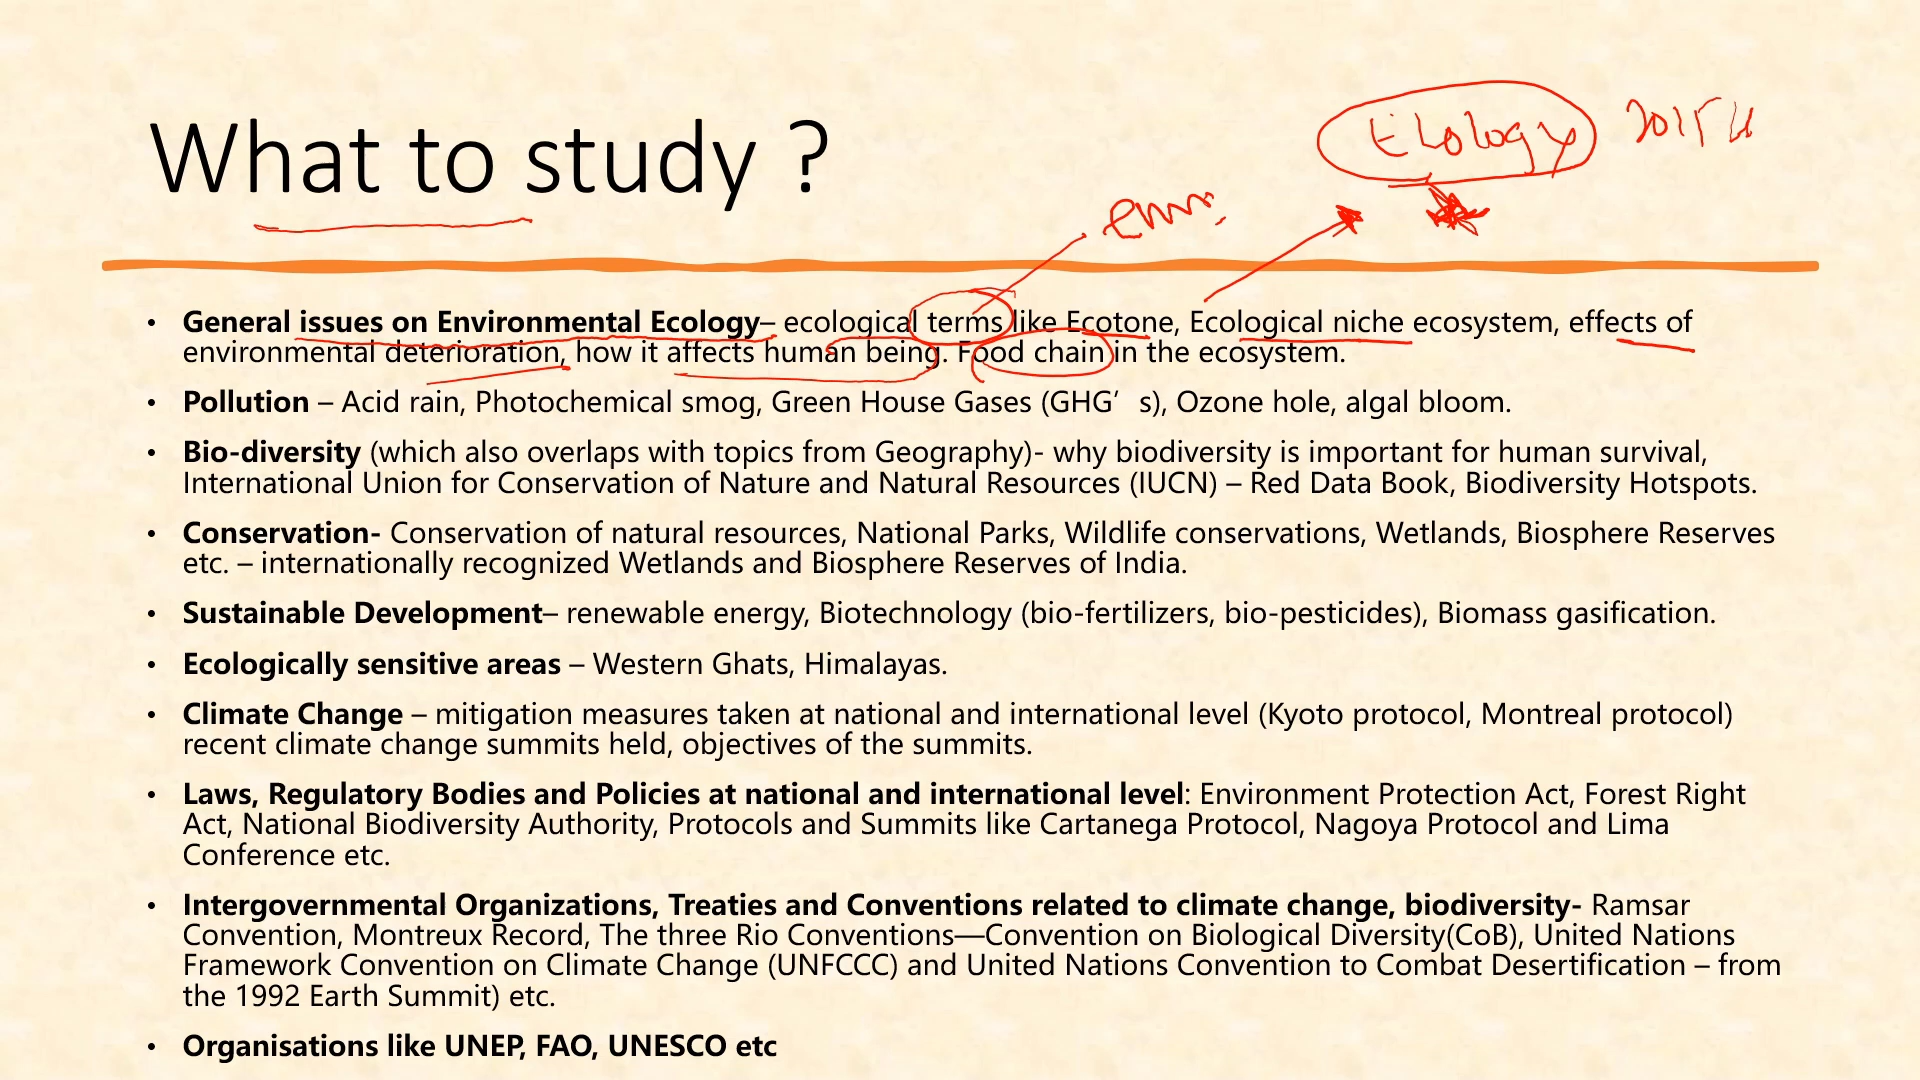 Ecology
What to study ?
• General issues on Environmental Ecology– ecological terms like Ecotone, Ecological niche ecosystem, effects of
environmental deterioration, how it affects human being. Food chain in the ecosystem.
• Pollution – Acid rain, Photochemical smog, Green House Gases (GHG’ s), Ozone hole, algal bloom.
• Bio-diversity (which also overlaps with topics from Geography)- why biodiversity is important for human survival,
International Union for Conservation of Nature and Natural Resources (IUCN) – Red Data Book, Biodiversity Hotspots.
• Conservation- Conservation of natural resources, National Parks, Wildlife conservations, Wetlands, Biosphere Reserves
etc. – internationally recognized Wetlands and Biosphere Reserves of India.
• Sustainable Development– renewable energy, Biotechnology (bio-fertilizers, bio-pesticides), Biomass gasification.
• Ecologically sensitive areas – Western Ghats, Himalayas.
• Climate Change – mitigation measures taken at national and international level (Kyoto protocol, Montreal protocol)
recent climate change summits held, objectives of the summits.
• Laws, Regulatory Bodies and Policies at national and international level: Environment Protection Act, Forest Right
Act, National Biodiversity Authority, Protocols and Summits like Cartanega Protocol, Nagoya Protocol and Lima
Conference etc.
• Intergovernmental Organizations, Treaties and Conventions related to climate change, biodiversity- Ramsar
Convention, Montreux Record, The three Rio Conventions—Convention on Biological Diversity(CoB), United Nations
Framework Convention on Climate Change (UNFCCC) and United Nations Convention to Combat Desertification – from
the 1992 Earth Summit) etc.
• Organisations like UNEP, FAO, UNESCO etc